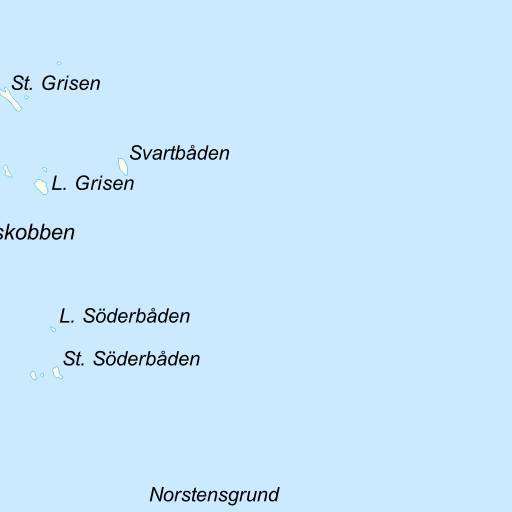 St. Grisen
Svartbåden
L. Grisen
skobben
L. Söderbåden
St. Söderbåden
Norstensgrund